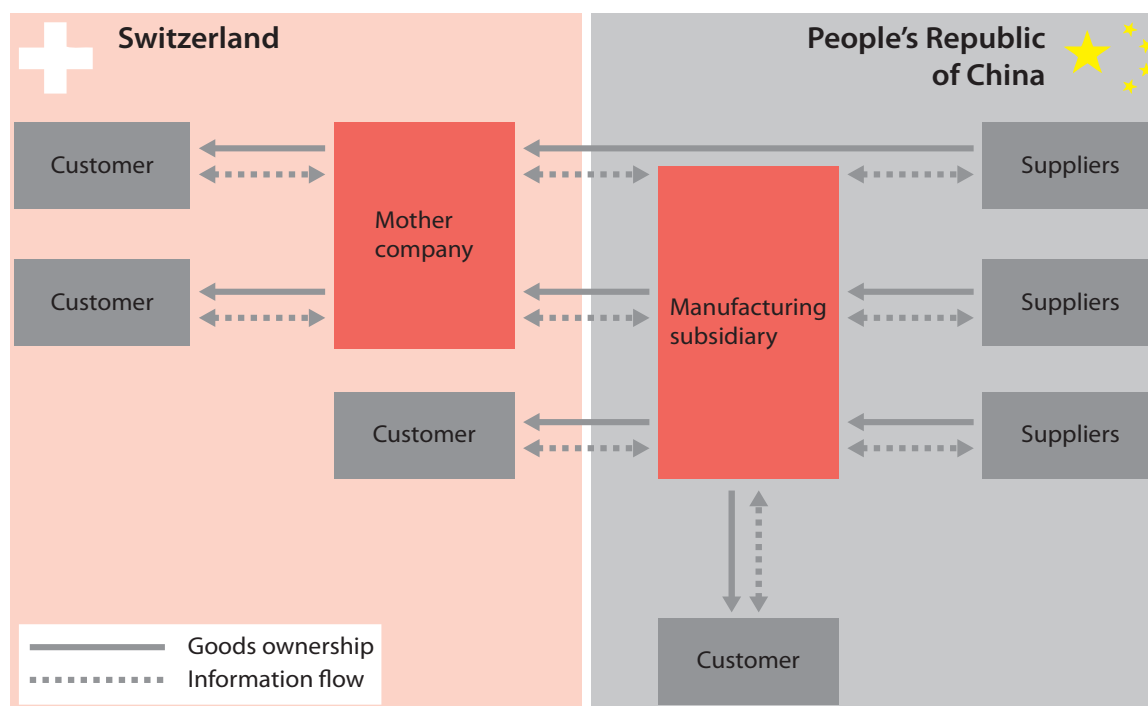 Switzerland
People’s Republic
of China
Customer
Mother
company
Suppliers
Customer
Manufacturing
subsidiary
Suppliers
Customer
Suppliers
Customer
Goods ownership
Information flow